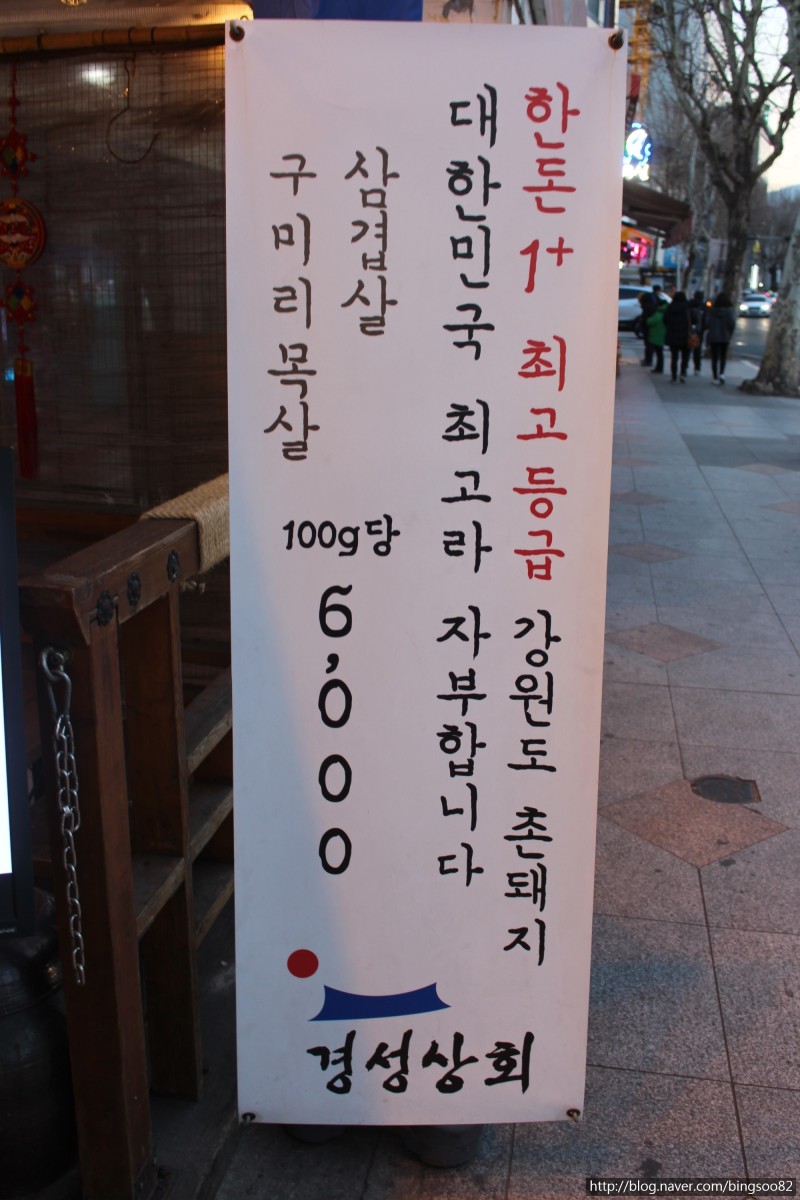 한돈 1+ 최고등급 강원도 촌돼지
대한민국 최고라 자부합니다
삼겹살
구미리목살
100g당
6,000
경성상회
http://blog.naver.com/bingsoo82